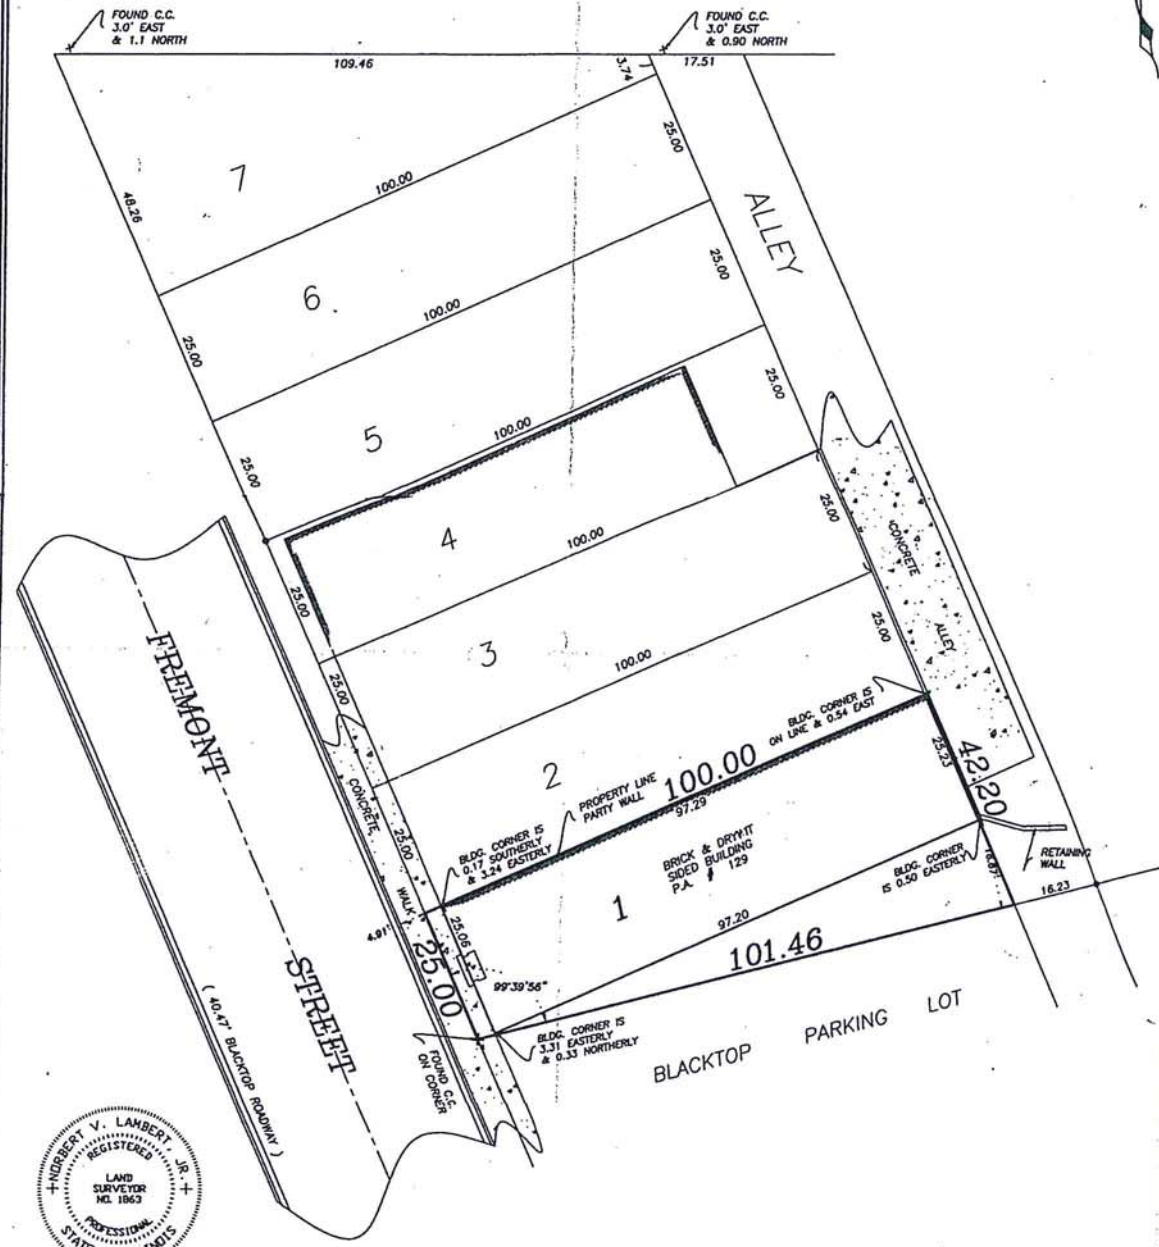 FOUND C.C.
3.0' EAST
& 1.1 NORTH
FOUND C.C.
3.0' EAST
& 0.90 NORTH
109.46
3.74
17.51
25.00
7
100.00
48.26
ALLEY
6
100.00
25.00
25.00
5
100.00
25.00
25.00
4
100.00
25.00
25.00
CONCRETE
ALLEY
3
100.00
25.00
25.00
FREMONT
STREET
( 40.47' BLACKTOP ROADWAY )
CONCRETE
WALK
25.00
2
PROPERTY LINE
PARTY WALL
100.00
97.29
BLDG. CORNER IS
ON LINE & 0.54 EAST
BLDG. CORNER IS
0.17 SOUTHERLY
& 3.24 EASTERLY
25.23
42.20
BRICK & DRYVIT
SIDED BUILDING
P.A. # 129
1
BLDG. CORNER
IS 0.50 EASTERLY
16.87'
RETAINING
WALL
16.23
4.91'
25.00
25.06
97.20
101.46
99°39'56"
BLDG. CORNER IS
3.31 EASTERLY
& 0.33 NORTHERLY
FOUND C.C.
ON CORNER
BLACKTOP PARKING LOT
NORBERT V. LAMBERT, JR.
REGISTERED
LAND
SURVEYOR
NO. 1863
PROFESSIONAL